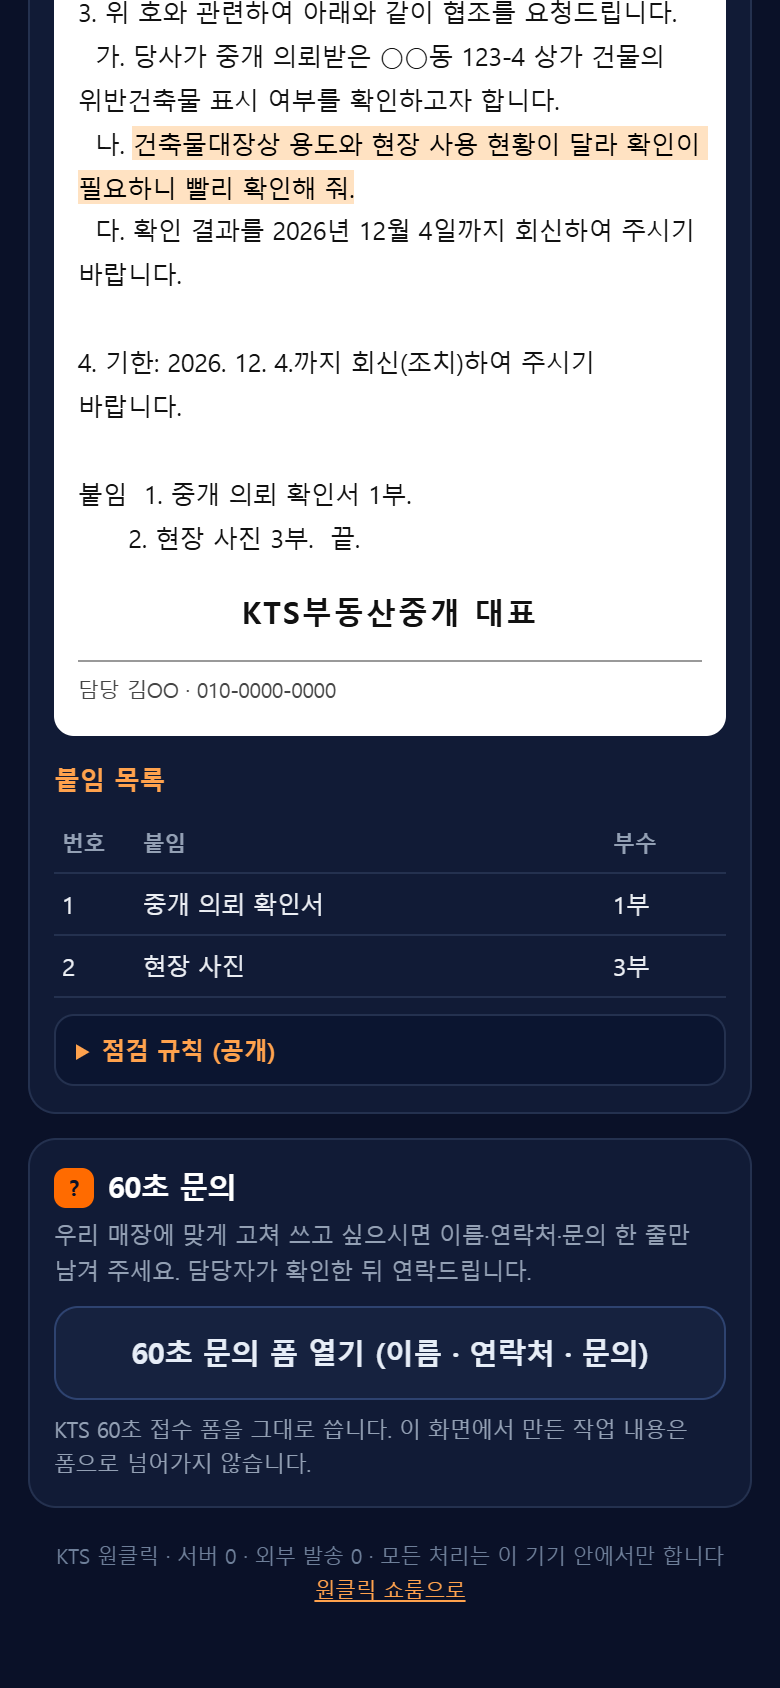 3. 위 호와 관련하여 아래와 같이 협조를 요청드립니다.
가. 당사가 중개 의뢰받은 ○○동 123-4 상가 건물의
위반건축물 표시 여부를 확인하고자 합니다.
나. 건축물대장상 용도와 현장 사용 현황이 달라 확인이
필요하니 빨리 확인해 줘.
다. 확인 결과를 2026년 12월 4일까지 회신하여 주시기
바랍니다.
4. 기한: 2026. 12. 4.까지 회신(조치)하여 주시기
바랍니다.
붙임 1. 중개 의뢰 확인서 1부.
2. 현장 사진 3부. 끝.
KTS부동산중개 대표
담당 김○○ · 010-0000-0000
붙임 목록
번호 붙임 부수
1 중개 의뢰 확인서 1부
2 현장 사진 3부
▶ 점검 규칙 (공개)
? 60초 문의
우리 매장에 맞게 고쳐 쓰고 싶으시면 이름·연락처·문의 한 줄만
남겨 주세요. 담당자가 확인한 뒤 연락드립니다.
60초 문의 폼 열기 (이름 · 연락처 · 문의)
KTS 60초 접수 폼을 그대로 씁니다. 이 화면에서 만든 작업 내용은
폼으로 넘어가지 않습니다.
KTS 원클릭 · 서버 0 · 외부 발송 0 · 모든 처리는 이 기기 안에서만 합니다
원클릭 쇼룸으로